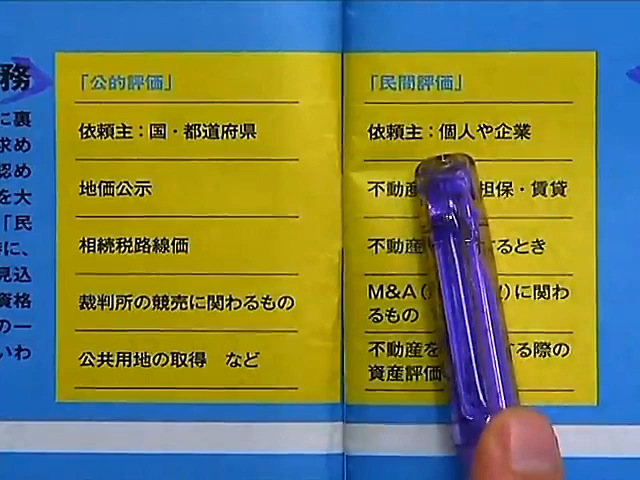 務
「公的評価」
依頼主：国・都道府県
地価公示
相続税路線価
裁判所の競売に関わるもの
公共用地の取得　など
「民間評価」
依頼主：個人や企業
不動産 担保・賃貸
不動産 するとき
M&A（ ）に関わ
るもの
不動産を する際の
資産評価
に裏
求め
認め
を大
「民
に、
見込
資格
の一
いわ